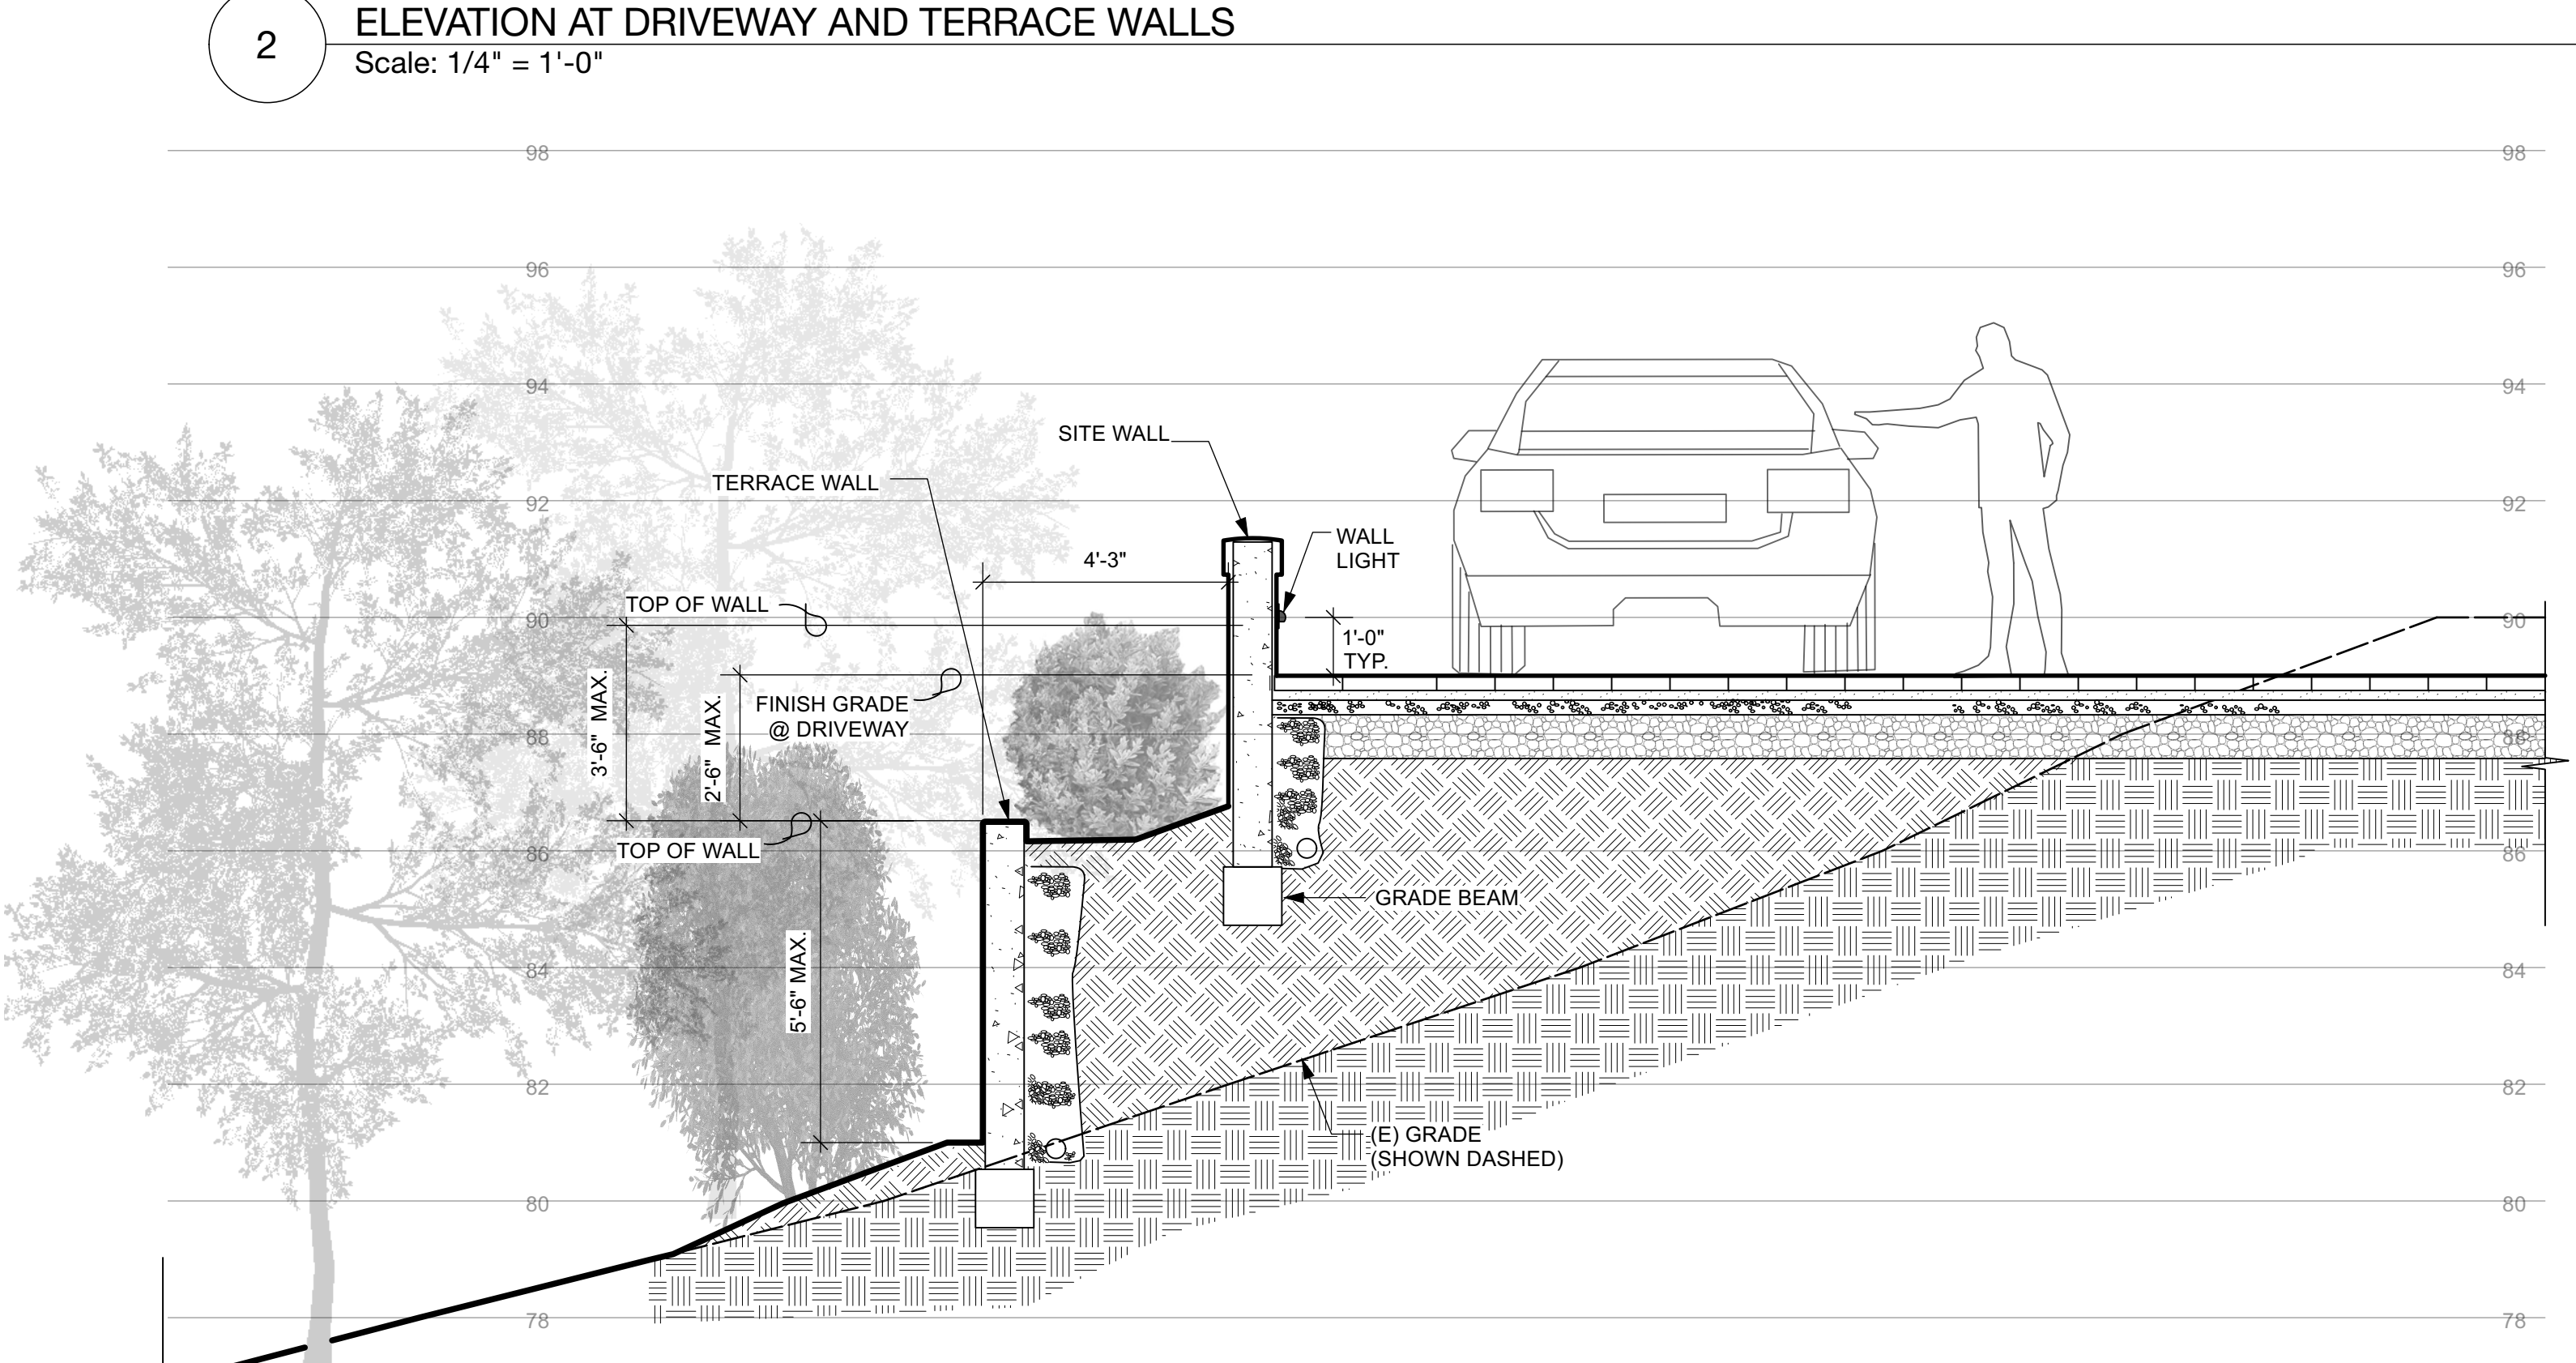 2
ELEVATION AT DRIVEWAY AND TERRACE WALLS
Scale: 1/4" = 1'-0"
98
98
96
96
94
94
SITE WALL
TERRACE WALL
92
92
WALL
LIGHT
4'-3"
TOP OF WALL
90
90
1'-0"
TYP.
3'-6" MAX.
2'-6" MAX.
FINISH GRADE
@ DRIVEWAY
88
88
TOP OF WALL
86
86
GRADE BEAM
5'-6" MAX.
84
84
82
82
(E) GRADE
(SHOWN DASHED)
80
80
78
78